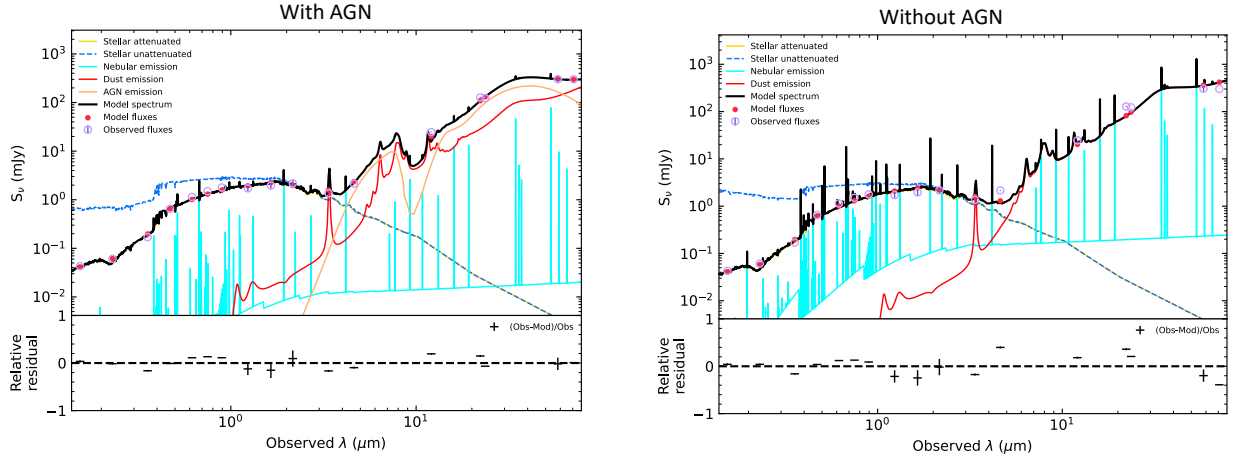 With AGN
Stellar attenuated
Stellar unattenuated
Nebular emission
Dust emission
AGN emission
Model spectrum
Model fluxes
Observed fluxes
S_ν (mJy)
10³
10²
10¹
10⁰
10⁻¹
10⁻²
1
0
−1
(Obs-Mod)/Obs
Relative
residual
10⁰
10¹
Observed λ (μm)
Without AGN
Stellar attenuated
Stellar unattenuated
Nebular emission
Dust emission
Model spectrum
Model fluxes
Observed fluxes
S_ν (mJy)
10³
10²
10¹
10⁰
10⁻¹
10⁻²
1
0
−1
(Obs-Mod)/Obs
Relative
residual
10⁰
10¹
Observed λ (μm)